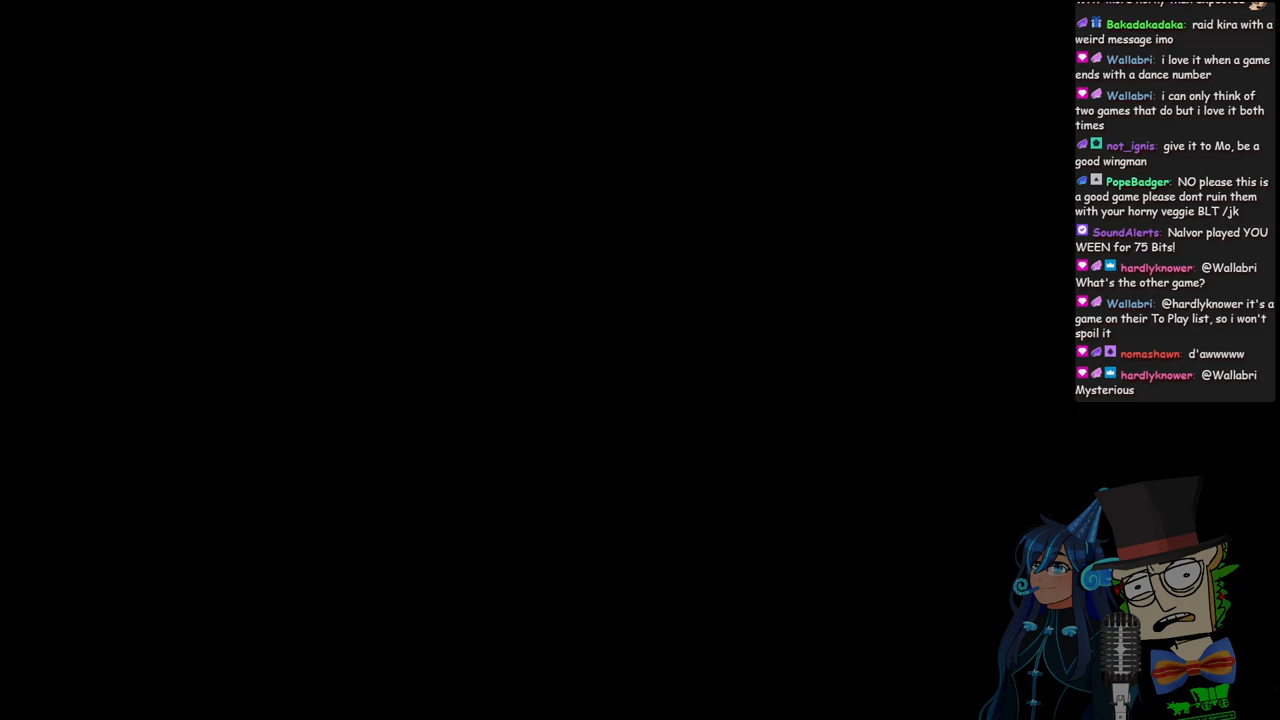 Bakadakadaka: raid kira with a
weird message imo
Wallabri: i love it when a game
ends with a dance number
Wallabri: i can only think of
two games that do but i love it both
times
not_ignis: give it to Mo, be a
good wingman
PopeBadger: NO please this is
a good game please dont ruin them
with your horny veggie BLT /jk
SoundAlerts: Nalvor played YOU
WEEN for 75 Bits!
hardlyknower: @Wallabri
What's the other game?
Wallabri: @hardlyknower it's a
game on their To Play list, so i won't
spoil it
nomashawn: d'awwwww
hardlyknower: @Wallabri
Mysterious